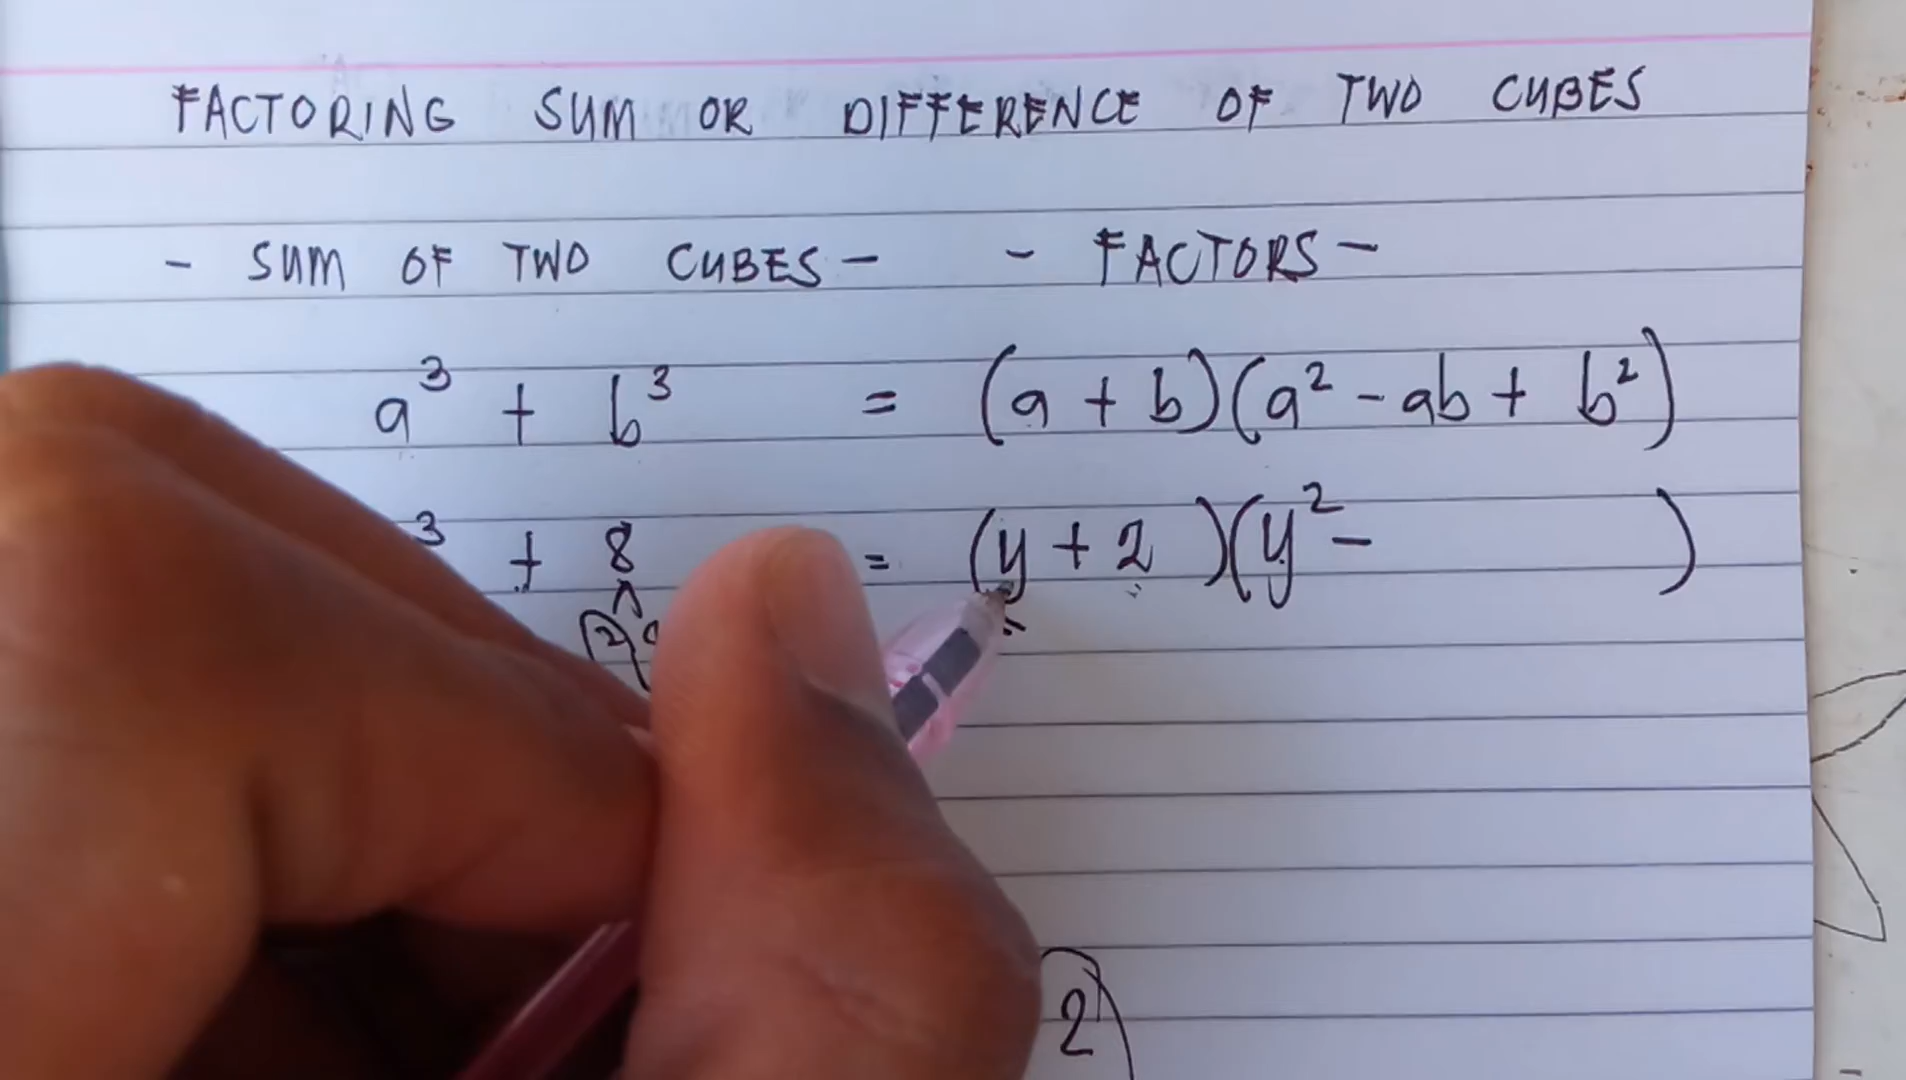 FACTORING SUM OR DIFFERENCE OF TWO CUBES
- SUM OF TWO CUBES - - FACTORS -
a³ + b³ = (a + b)(a² - ab + b²)
³ + 8 = (y + 2)(y² - )
2
2